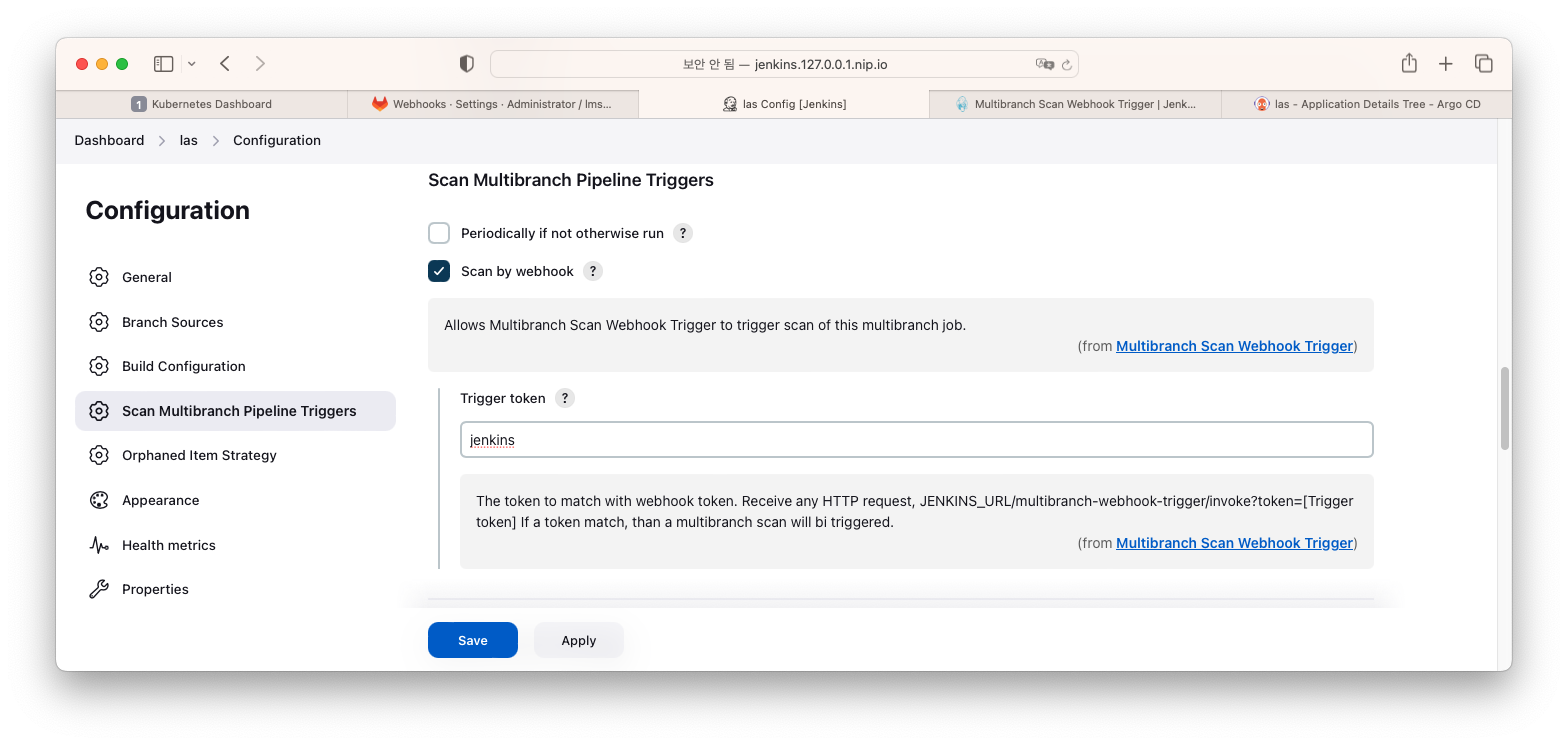 보안 안 됨 — jenkins.127.0.0.1.nip.io
1 Kubernetes Dashboard
Webhooks · Settings · Administrator / lms...
las Config [Jenkins]
Multibranch Scan Webhook Trigger | Jenk...
las - Application Details Tree - Argo CD
Dashboard > las > Configuration
Configuration
General
Branch Sources
Build Configuration
Scan Multibranch Pipeline Triggers
Orphaned Item Strategy
Appearance
Health metrics
Properties
Scan Multibranch Pipeline Triggers
Periodically if not otherwise run ?
Scan by webhook ?
Allows Multibranch Scan Webhook Trigger to trigger scan of this multibranch job.
(from Multibranch Scan Webhook Trigger)
Trigger token ?
jenkins
The token to match with webhook token. Receive any HTTP request, JENKINS_URL/multibranch-webhook-trigger/invoke?token=[Trigger
token] If a token match, than a multibranch scan will bi triggered.
(from Multibranch Scan Webhook Trigger)
Save
Apply